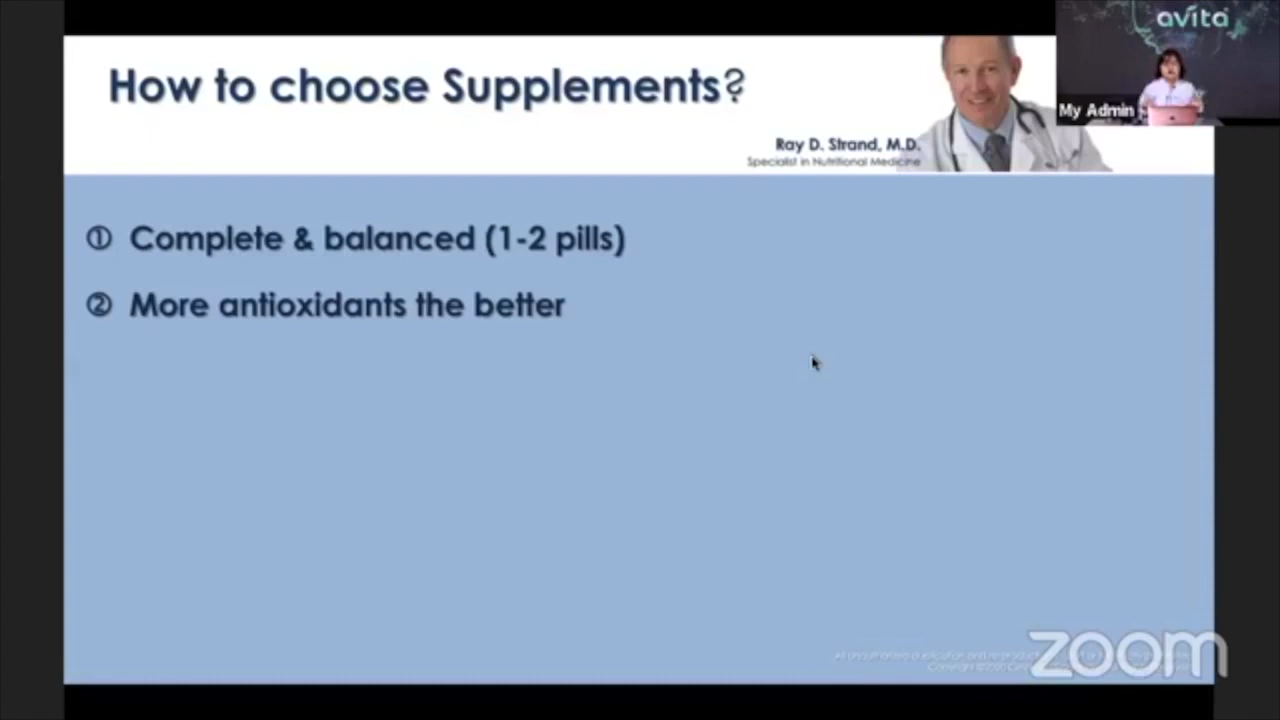 How to choose Supplements?
avita
My Admin
Ray D. Strand, M.D.
Specialist in Nutritional Medicine
① Complete & balanced (1-2 pills)
② More antioxidants the better
zoom